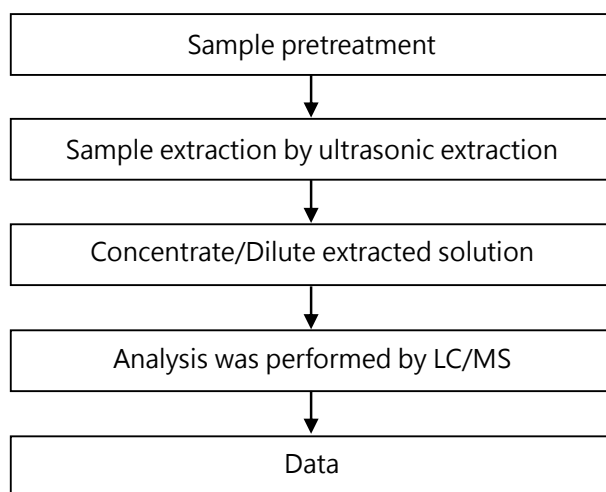 Sample pretreatment
Sample extraction by ultrasonic extraction
Concentrate/Dilute extracted solution
Analysis was performed by LC/MS
Data